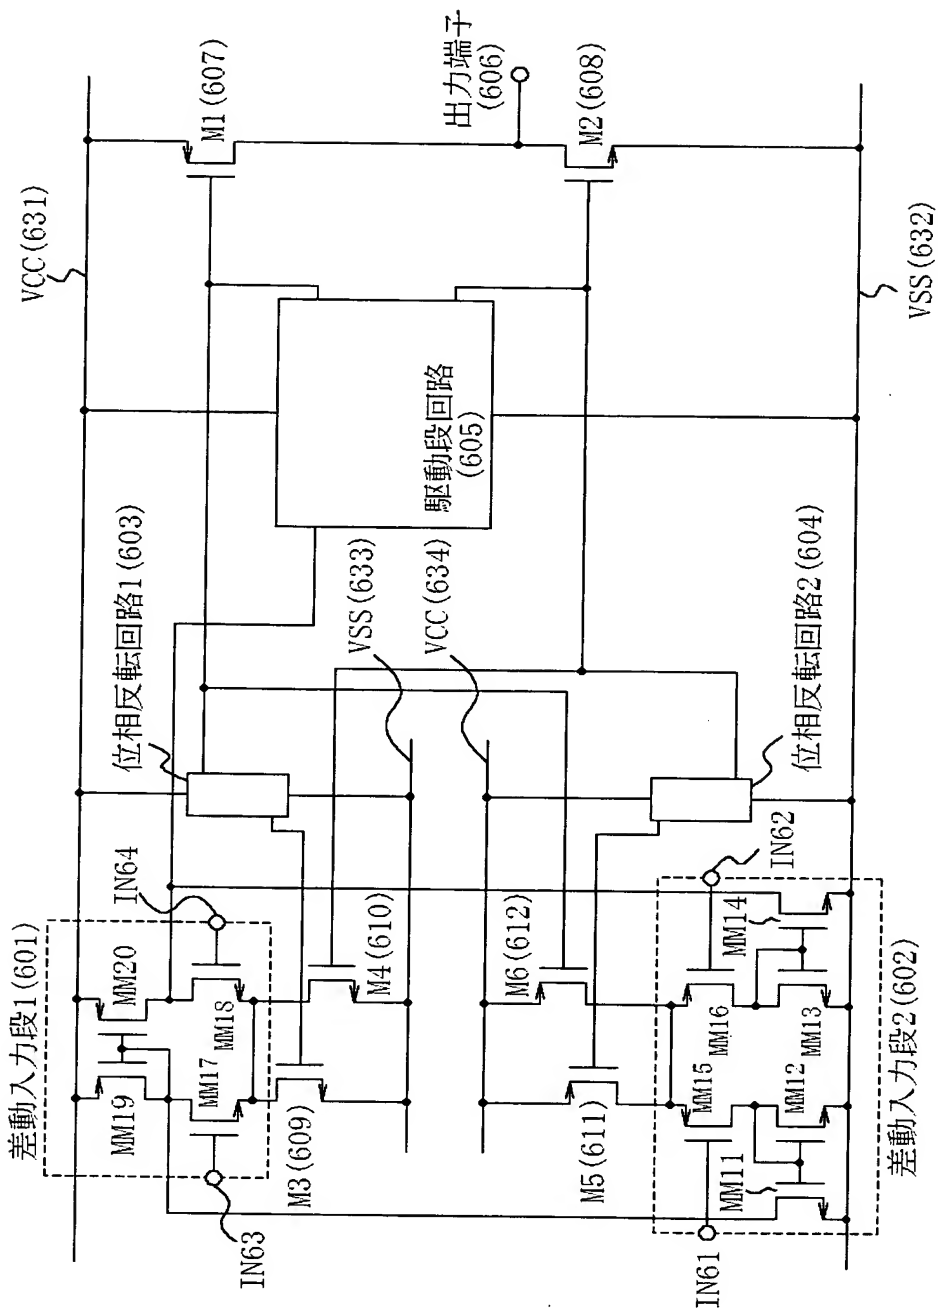 差動入力段1(601)
MM19
MM20
MM17
MM18
IN63
IN64
位相反転回路1(603)
VCC(631)
M1(607)
出力端子
(606)
M2(608)
駆動段回路
(605)
M3(609)
M4(610)
VSS(633)
VCC(634)
M5(611)
M6(612)
位相反転回路2(604)
IN61
IN62
MM15
MM16
MM11
MM12
MM13
MM14
差動入力段2(602)
VSS(632)